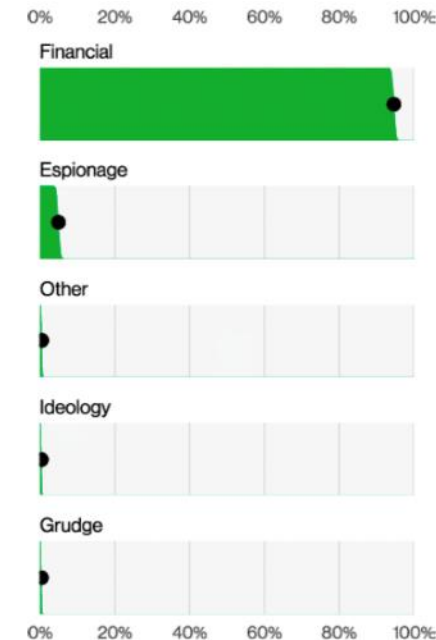 0% 20% 40% 60% 80% 100%
Financial
Espionage
Other
Ideology
Grudge
0% 20% 40% 60% 80% 100%